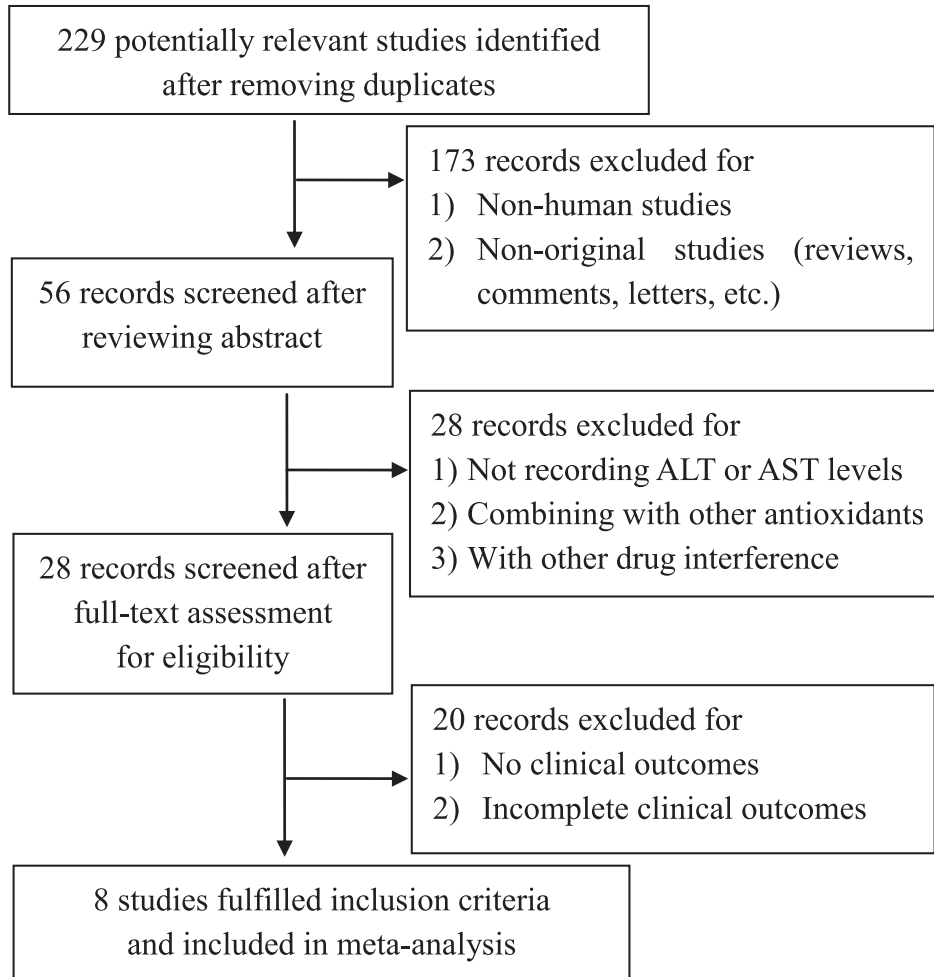 229 potentially relevant studies identified
after removing duplicates
173 records excluded for
1) Non-human studies
2) Non-original studies (reviews,
comments, letters, etc.)
56 records screened after
reviewing abstract
28 records excluded for
1) Not recording ALT or AST levels
2) Combining with other antioxidants
3) With other drug interference
28 records screened after
full-text assessment
for eligibility
20 records excluded for
1) No clinical outcomes
2) Incomplete clinical outcomes
8 studies fulfilled inclusion criteria
and included in meta-analysis